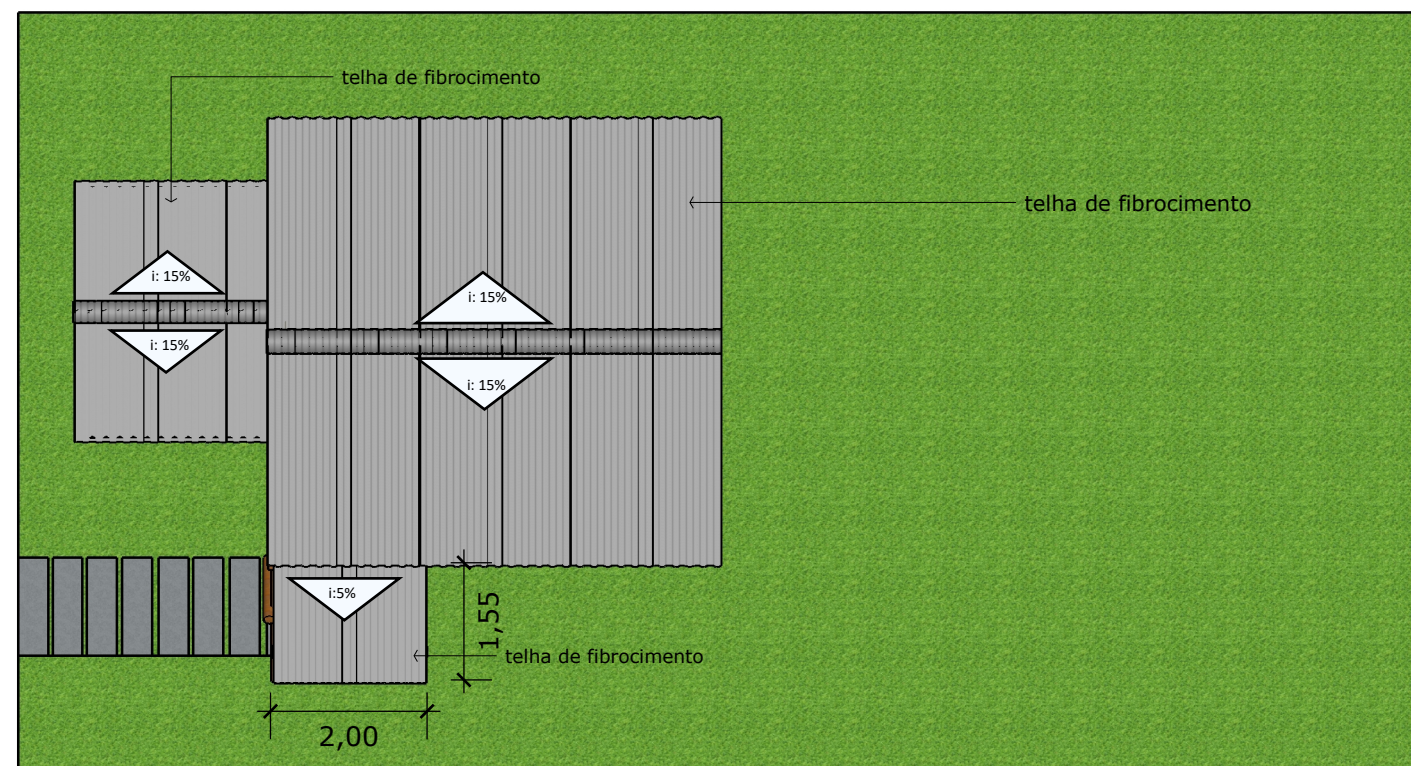 telha de fibrocimento
telha de fibrocimento
i: 15%
i: 15%
i: 15%
i: 15%
i:5%
1,55
telha de fibrocimento
2,00